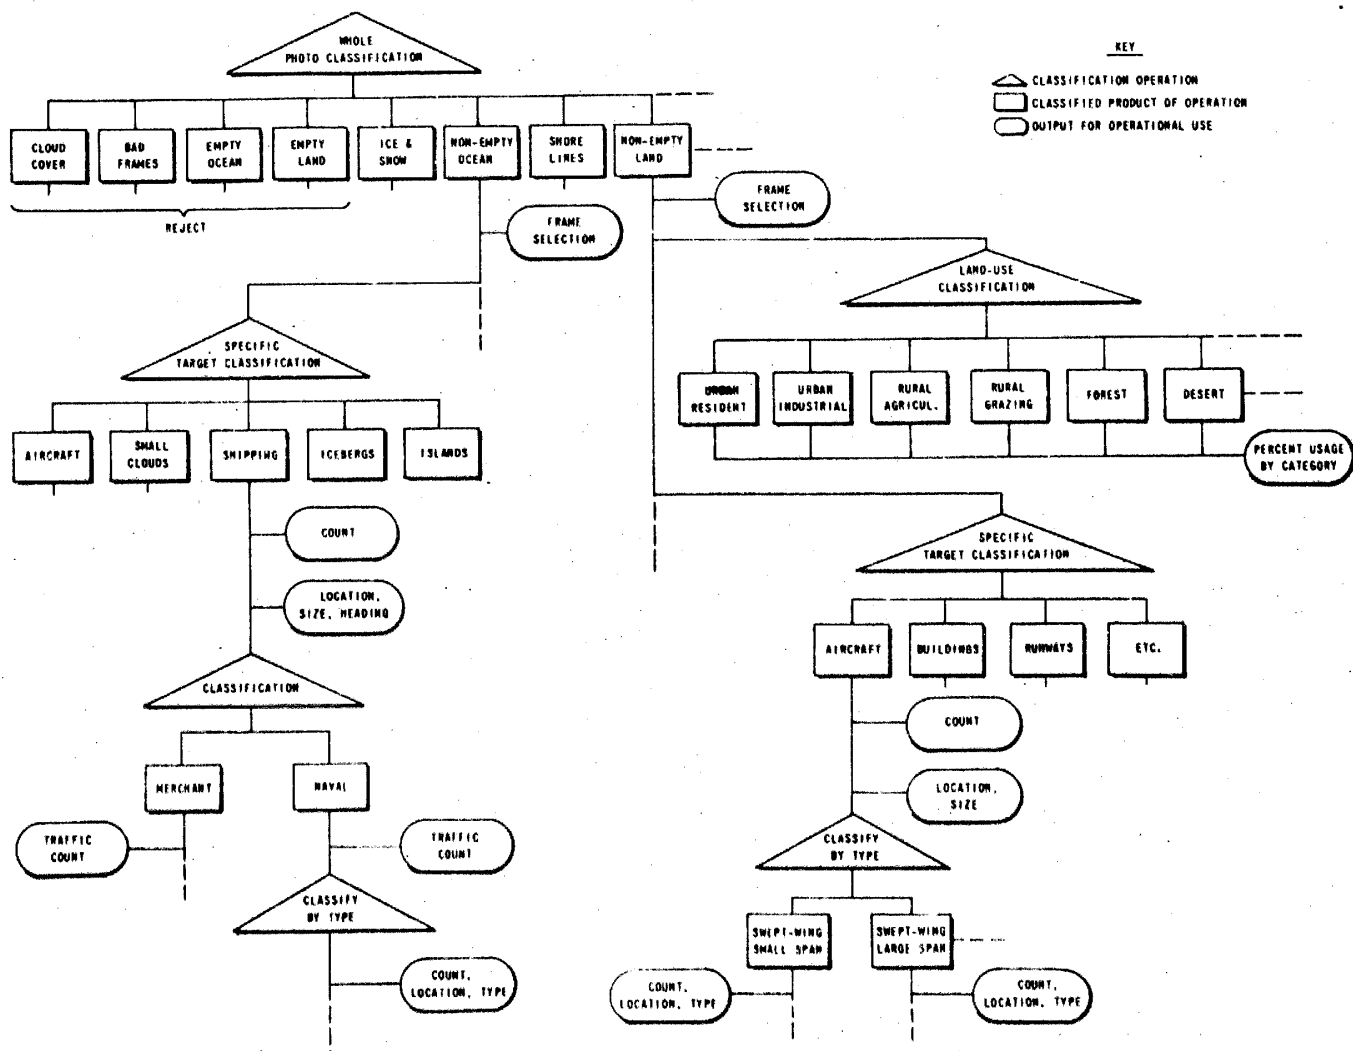 WHOLE
PHOTO CLASSIFICATION
KEY
CLASSIFICATION OPERATION
CLASSIFIED PRODUCT OF OPERATION
OUTPUT FOR OPERATIONAL USE
CLOUD
COVER
BAD
FRAMES
EMPTY
OCEAN
EMPTY
LAND
ICE &
SNOW
NON-EMPTY
OCEAN
SHORE
LINES
NON-EMPTY
LAND
REJECT
FRAME
SELECTION
FRAME
SELECTION
LAND-USE
CLASSIFICATION
SPECIFIC
TARGET CLASSIFICATION
URBAN
RESIDENT
URBAN
INDUSTRIAL
RURAL
AGRICUL.
RURAL
GRAZING
FOREST
DESERT
PERCENT USAGE
BY CATEGORY
AIRCRAFT
SMALL
CLOUDS
SHIPPING
ICEBERGS
ISLANDS
COUNT
LOCATION,
SIZE, HEADING
SPECIFIC
TARGET CLASSIFICATION
AIRCRAFT
BUILDINGS
RUNWAYS
ETC.
CLASSIFICATION
COUNT
LOCATION,
SIZE
MERCHANT
NAVAL
TRAFFIC
COUNT
TRAFFIC
COUNT
CLASSIFY
BY TYPE
CLASSIFY
BY TYPE
SWEPT-WING
SMALL SPAN
SWEPT-WING
LARGE SPAN
COUNT,
LOCATION, TYPE
COUNT,
LOCATION, TYPE
COUNT,
LOCATION, TYPE